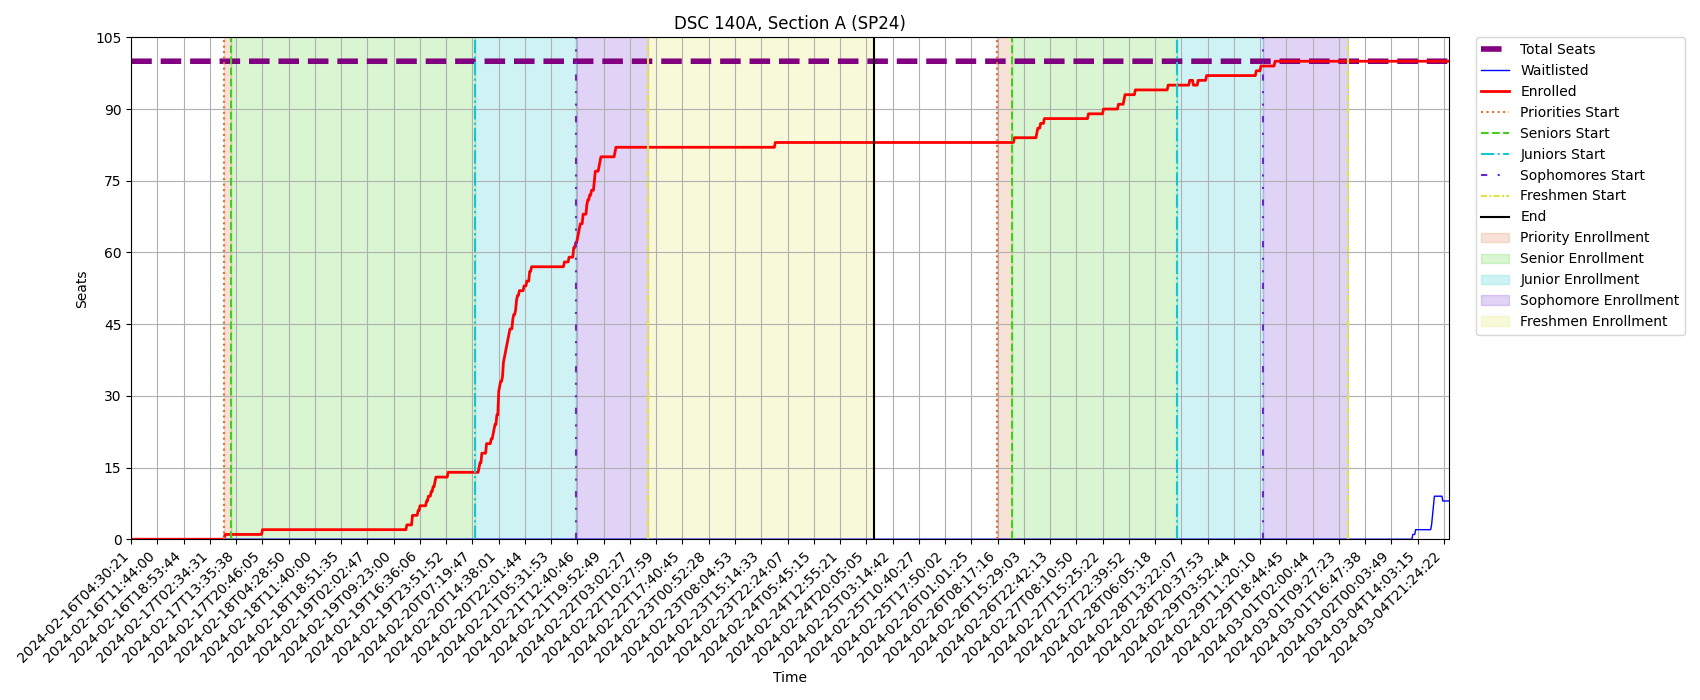 DSC 140A, Section A (SP24)
105
90
75
60
45
30
15
0
Seats
2024-02-16T04:30:21
2024-02-16T11:44:00
2024-02-16T18:53:44
2024-02-17T02:34:31
2024-02-17T13:35:38
2024-02-17T20:46:05
2024-02-18T04:28:50
2024-02-18T11:40:00
2024-02-18T18:51:35
2024-02-19T02:02:47
2024-02-19T09:23:00
2024-02-19T16:36:06
2024-02-19T23:51:52
2024-02-20T07:19:47
2024-02-20T14:38:01
2024-02-20T22:01:44
2024-02-21T05:31:53
2024-02-21T12:40:46
2024-02-21T19:52:49
2024-02-22T03:02:27
2024-02-22T10:27:59
2024-02-22T17:40:45
2024-02-23T00:52:28
2024-02-23T08:04:53
2024-02-23T15:14:33
2024-02-23T22:24:07
2024-02-24T05:45:15
2024-02-24T12:55:21
2024-02-24T20:05:05
2024-02-25T03:14:42
2024-02-25T10:40:27
2024-02-25T17:50:02
2024-02-26T01:01:25
2024-02-26T08:17:16
2024-02-26T15:29:03
2024-02-26T22:42:13
2024-02-27T08:10:50
2024-02-27T15:25:22
2024-02-27T22:39:52
2024-02-28T06:05:18
2024-02-28T13:22:07
2024-02-28T20:37:53
2024-02-29T03:52:44
2024-02-29T11:20:10
2024-02-29T18:44:45
2024-03-01T02:00:44
2024-03-01T09:27:23
2024-03-01T16:47:38
2024-03-02T00:03:49
2024-03-04T14:03:15
2024-03-04T21:24:22
Time
Total Seats
Waitlisted
Enrolled
Priorities Start
Seniors Start
Juniors Start
Sophomores Start
Freshmen Start
End
Priority Enrollment
Senior Enrollment
Junior Enrollment
Sophomore Enrollment
Freshmen Enrollment